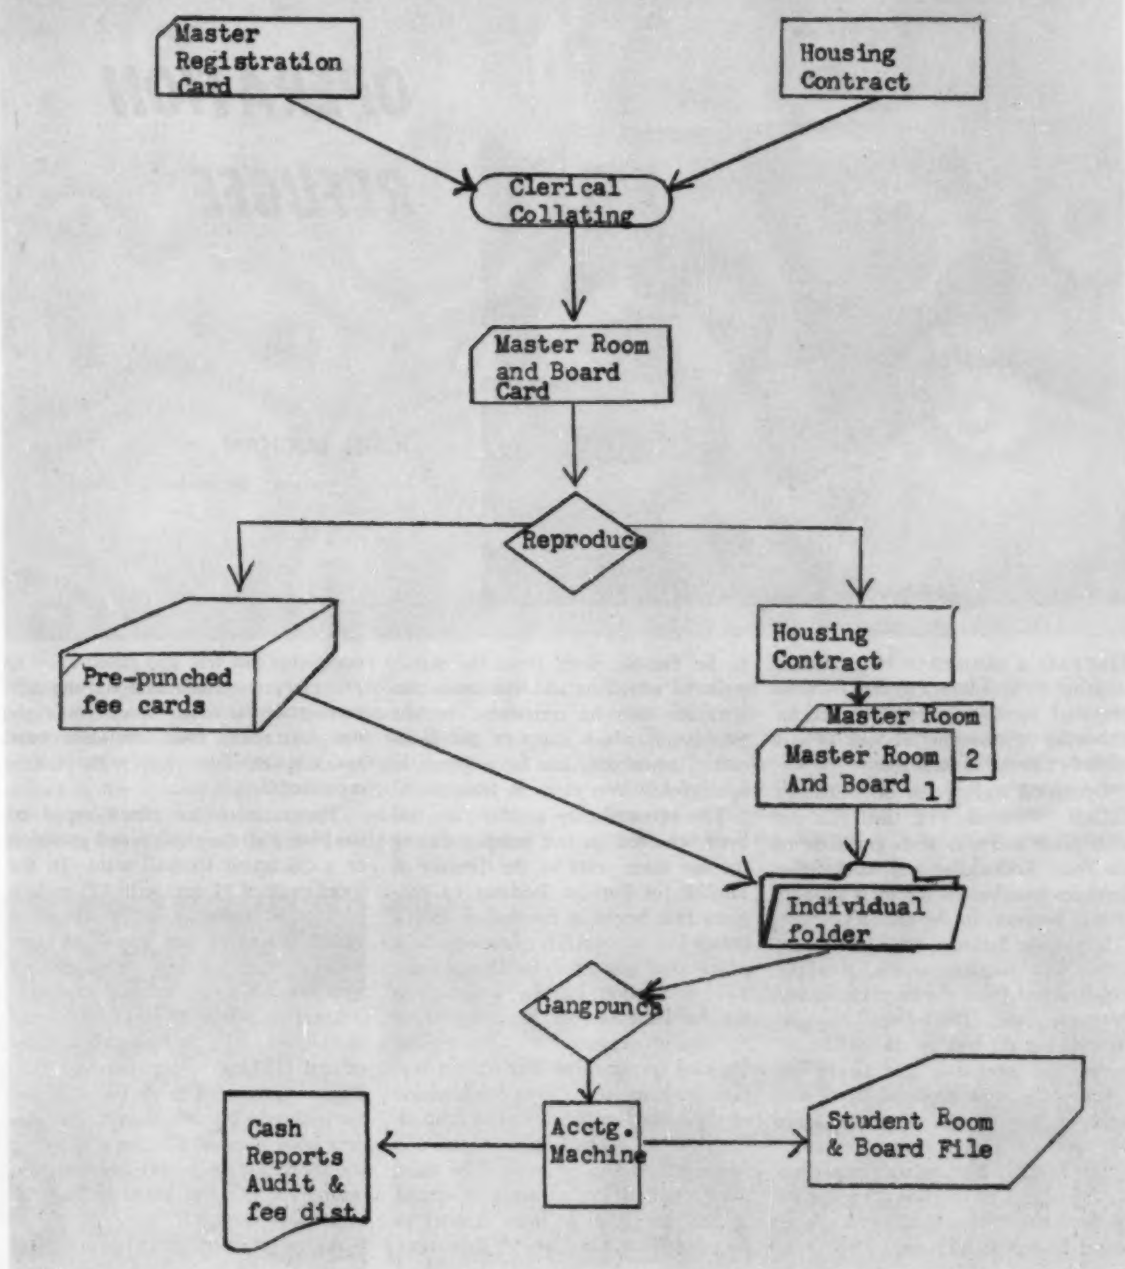 Master
Registration
Card
Housing
Contract
Clerical
Collating
Master Room
and Board
Card
Reproduce
Pre-punched
fee cards
Housing
Contract
Master Room
2
Master Room
And Board 1
Individual
folder
Gangpunch
Acctg.
Machine
Cash
Reports
Audit &
fee dist.
Student Room
& Board File